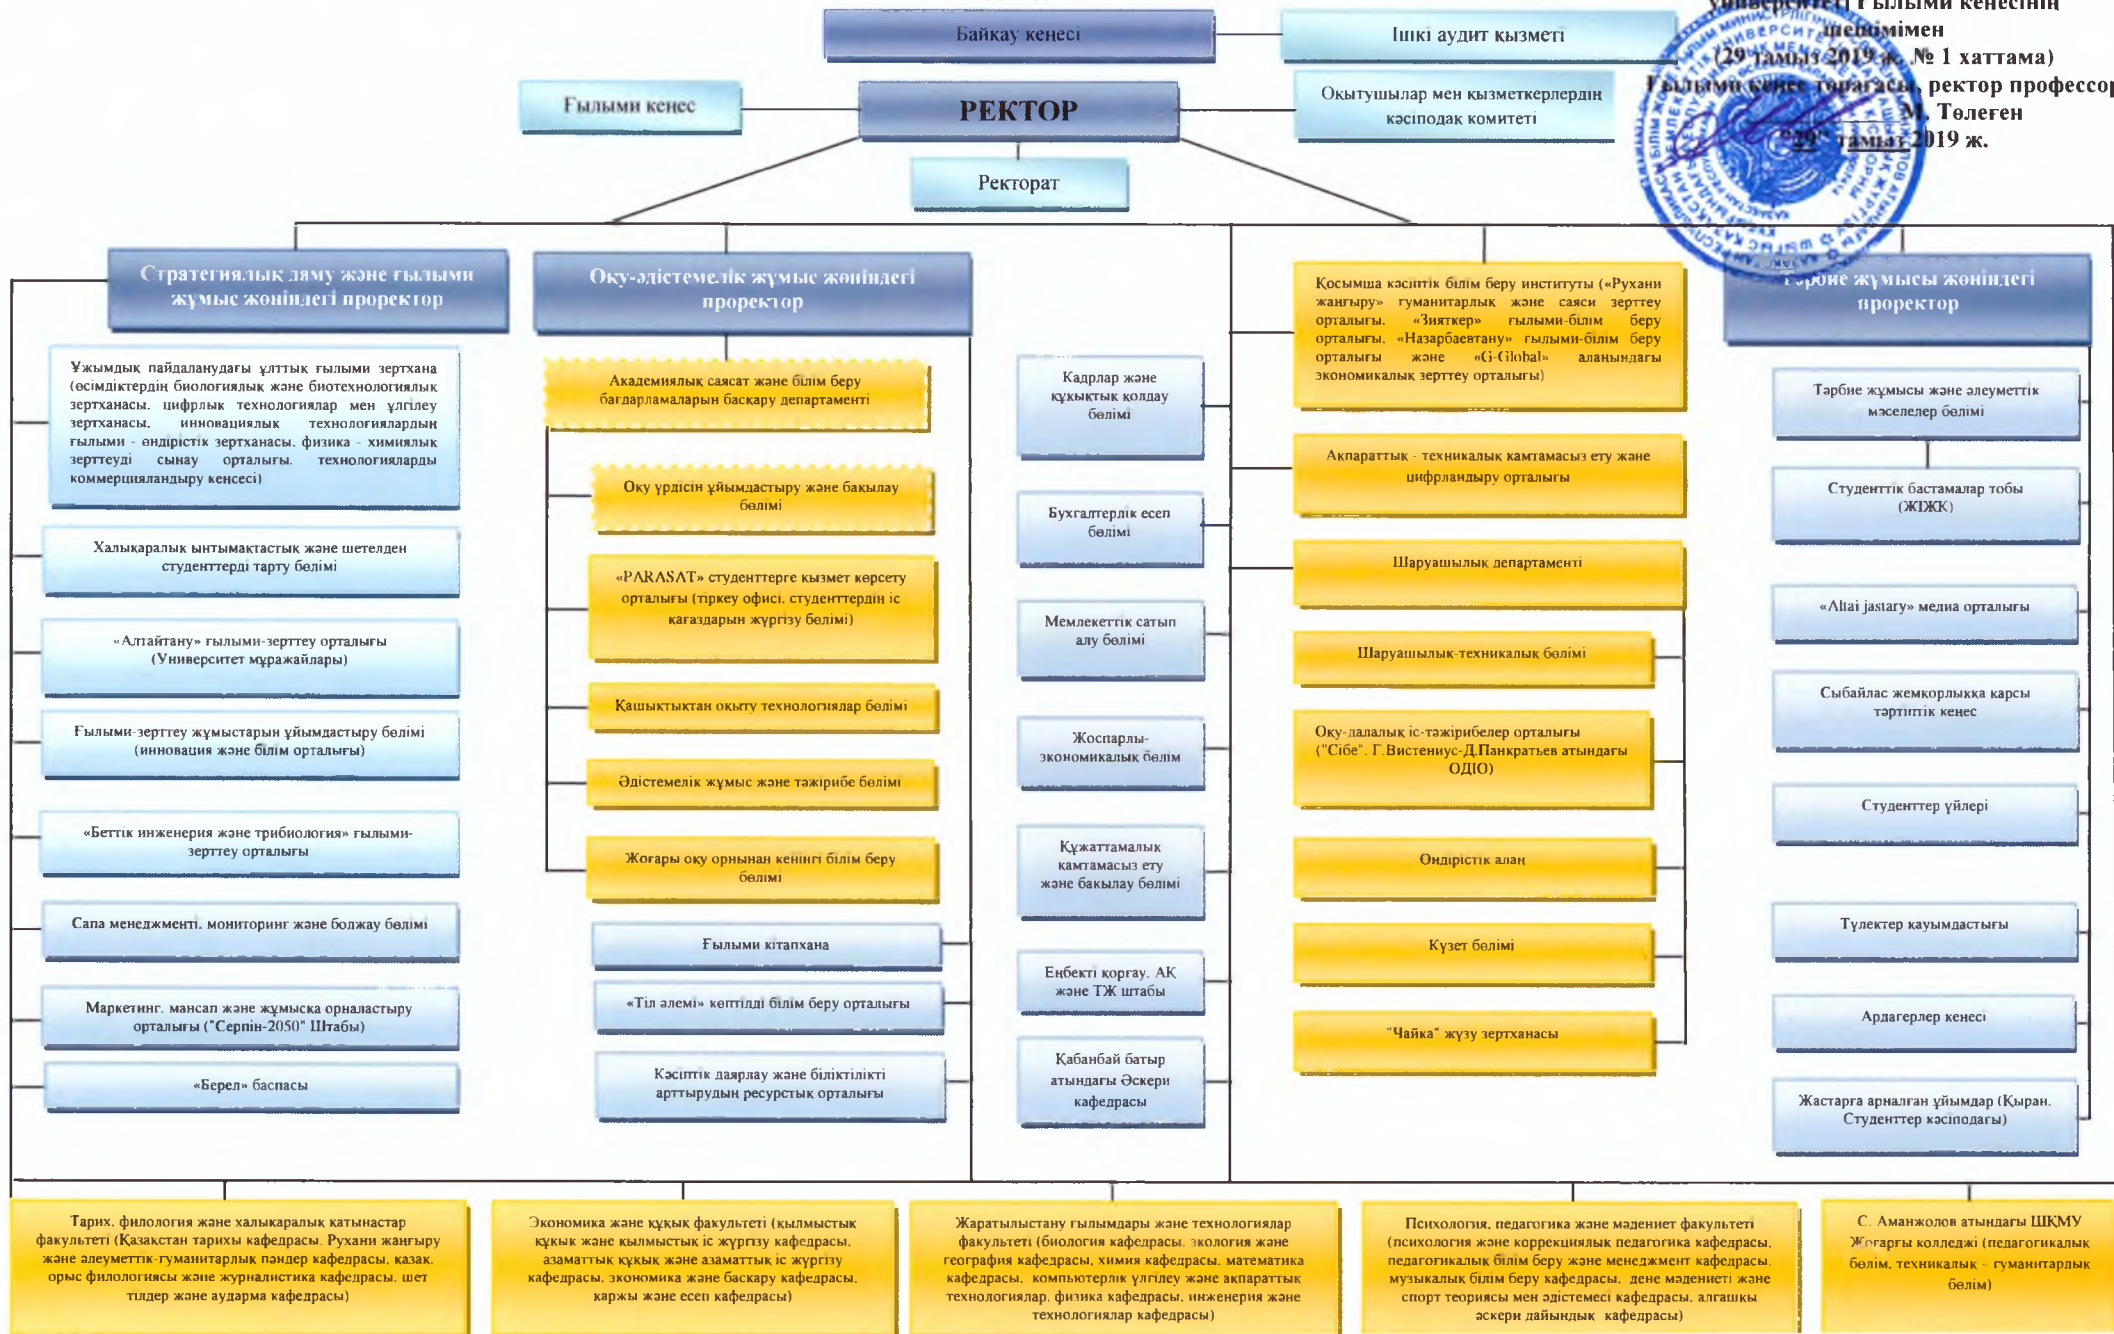 университеті Ғылыми кеңесінің
шешімімен
(29 тамыз 2019 ж. № 1 хаттама)
Ғылыми кеңес төрағасы, ректор профессор
М. Төлеген
"29" тамыз 2019 ж.
Байқау кеңесі
Ішкі аудит қызметі
Ғылыми кеңес
РЕКТОР
Оқытушылар мен қызметкерлердің
кәсіподақ комитеті
Ректорат
Стратегиялық даму және ғылыми
жұмыс жөніндегі проректор
Ұжымдық пайдаланудағы ұлттық ғылыми зертхана
(өсімдіктердің биологиялық және биотехнологиялық
зертханасы, цифрлық технологиялар мен үлгілеу
зертханасы, инновациялық технологиялардың
ғылыми - өндірістік зертханасы, физика - химиялық
зерттеуді сынау орталығы, технологияларды
коммерцияландыру кеңсесі)
Халықаралық ынтымақтастық және шетелден
студенттерді тарту бөлімі
«Алтайтану» ғылыми-зерттеу орталығы
(Университет мұражайлары)
Ғылыми-зерттеу жұмыстарын ұйымдастыру бөлімі
(инновация және білім орталығы)
«Беттік инженерия және трибиология» ғылыми-
зерттеу орталығы
Сапа менеджменті, мониторинг және болжау бөлімі
Маркетинг, мансап және жұмысқа орналастыру
орталығы ("Серпін-2050" Штабы)
«Берел» баспасы
Оқу-әдістемелік жұмыс жөніндегі
проректор
Академиялық саясат және білім беру
бағдарламаларын басқару департаменті
Оқу үрдісін ұйымдастыру және бақылау
бөлімі
«PARASAT» студенттерге қызмет көрсету
орталығы (тіркеу офисі, студенттердің іс
қағаздарын жүргізу бөлімі)
Қашықтықтан оқыту технологиялар бөлімі
Әдістемелік жұмыс және тәжірибе бөлімі
Жоғары оқу орнынан кейінгі білім беру
бөлімі
Ғылыми кітапхана
«Тіл әлемі» көптілді білім беру орталығы
Кәсіптік даярлау және біліктілікті
арттырудың ресурстық орталығы
Кадрлар және
құқықтық қолдау
бөлімі
Бухгалтерлік есеп
бөлімі
Мемлекеттік сатып
алу бөлімі
Жоспарлы-
экономикалық бөлім
Құжаттамалық
қамтамасыз ету
және бақылау бөлімі
Еңбекті қорғау, АҚ
және ТЖ штабы
Қабанбай батыр
атындағы Әскери
кафедрасы
Қосымша кәсіптік білім беру институты («Рухани
жаңғыру» гуманитарлық және саяси зерттеу
орталығы, «Зияткер» ғылыми-білім беру
орталығы, «Назарбаевтану» ғылыми-білім беру
орталығы және «G-Global» алаңындағы
экономикалық зерттеу орталығы)
Ақпараттық - техникалық қамтамасыз ету және
цифрландыру орталығы
Шаруашылық департаменті
Шаруашылық-техникалық бөлімі
Оқу-далалық іс-тәжірибелер орталығы
("Сібе", Г.Вистениус-Д.Панкратьев атындағы
ОДІО)
Өндірістік алаң
Күзет бөлімі
"Чайка" жүзу зертханасы
Тәрбие жұмысы жөніндегі
проректор
Тәрбие жұмысы және әлеуметтік
мәселелер бөлімі
Студенттік бастамалар тобы
(ЖІЖК)
«Altai jastary» медиа орталығы
Сыбайлас жемқорлыққа қарсы
тәртіптік кеңес
Студенттер үйлері
Түлектер қауымдастығы
Ардагерлер кеңесі
Жастарға арналған ұйымдар (Қыран,
Студенттер кәсіподағы)
Тарих, филология және халықаралық қатынастар
факультеті (Қазақстан тарихы кафедрасы, Рухани жаңғыру
және әлеуметтік-гуманитарлық пәндер кафедрасы, қазақ,
орыс филологиясы және журналистика кафедрасы, шет
тілдер және аударма кафедрасы)
Экономика және құқық факультеті (қылмыстық
құқық және қылмыстық іс жүргізу кафедрасы,
азаматтық құқық және азаматтық іс жүргізу
кафедрасы, экономика және басқару кафедрасы,
қаржы және есеп кафедрасы)
Жаратылыстану ғылымдары және технологиялар
факультеті (биология кафедрасы, экология және
география кафедрасы, химия кафедрасы, математика
кафедрасы, компьютерлік үлгілеу және ақпараттық
технологиялар, физика кафедрасы, инженерия және
технологиялар кафедрасы)
Психология, педагогика және мәдениет факультеті
(психология және коррекциялық педагогика кафедрасы,
педагогикалық білім беру және менеджмент кафедрасы,
музыкалық білім беру кафедрасы, дене мәдениеті және
спорт теориясы мен әдістемесі кафедрасы, алғашқы
әскери дайындық кафедрасы)
С. Аманжолов атындағы ШҚМУ
Жоғарғы колледжі (педагогикалық
бөлім, техникалық – гуманитарлық
бөлім)